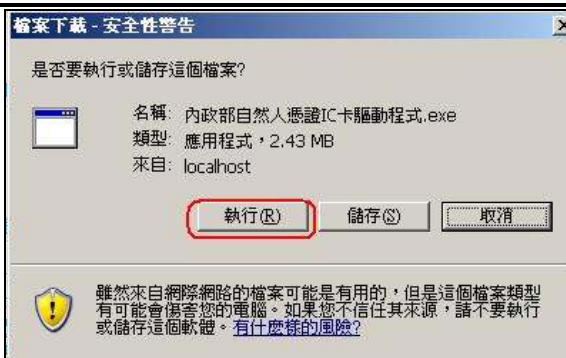 檔案下載 - 安全性警告
是否要執行或儲存這個檔案?
名稱: 內政部自然人憑證IC卡驅動程式.exe
類型: 應用程式，2.43 MB
來自: localhost
執行(R) 儲存(S) 取消
雖然來自網際網路的檔案可能是有用的，但是這個檔案類型
有可能會傷害您的電腦。如果您不信任其來源，請不要執行
或儲存這個軟體。有什麼樣的風險?